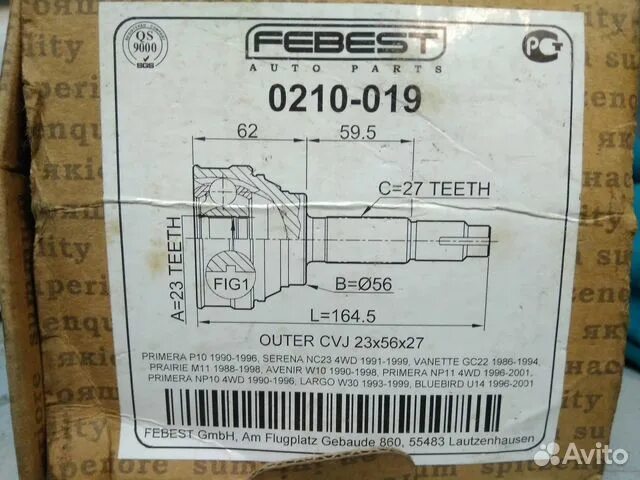 QS
9000
SGS
FEBEST
AUTO PARTS
РСТ
0210-019
62
59.5
C=27 TEETH
A=23 TEETH
FIG1
B=Ø56
L=164.5
OUTER CVJ 23x56x27
PRIMERA P10 1990-1996, SERENA NC23 4WD 1991-1999, VANETTE GC22 1986-1994,
PRAIRIE M11 1988-1998, AVENIR W10 1990-1998, PRIMERA NP11 4WD 1996-2001,
PRIMERA NP10 4WD 1990-1996, LARGO W30 1993-1999, BLUEBIRD U14 1996-2001
FEBEST GmbH, Am Flugplatz Gebaude 860, 55483 Lautzenhausen
Avito